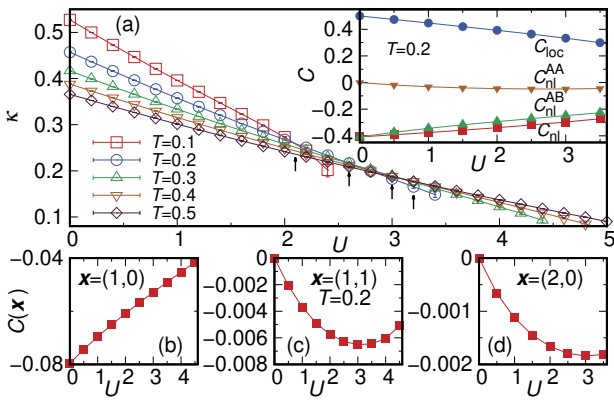 (a)
κ
0.5
0.4
0.3
0.2
0.1
0 1 2 3 4 5
U
T=0.1
T=0.2
T=0.3
T=0.4
T=0.5
C
0.4
0.2
0
−0.2
−0.4
0 1 2 3
U
T=0.2
C_loc
C_nl^AA
C_nl^AB
C_nl
C(x)
−0.04
−0.08
x=(1,0)
(b)
0 1 2 3 4
U
0
−0.002
−0.004
−0.006
−0.008
x=(1,1)
T=0.2
(c)
0 1 2 3 4
U
0
−0.001
−0.002
x=(2,0)
(d)
0 1 2 3 4
U